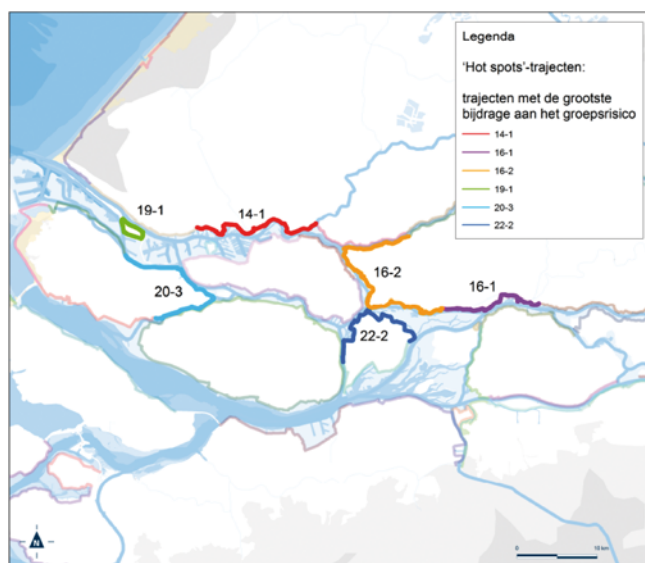 Legenda
'Hot spots'-trajecten:
trajecten met de grootste
bijdrage aan het groepsrisico
14-1
16-1
16-2
19-1
20-3
22-2
19-1
14-1
16-2
16-1
20-3
22-2
N
0 10 km